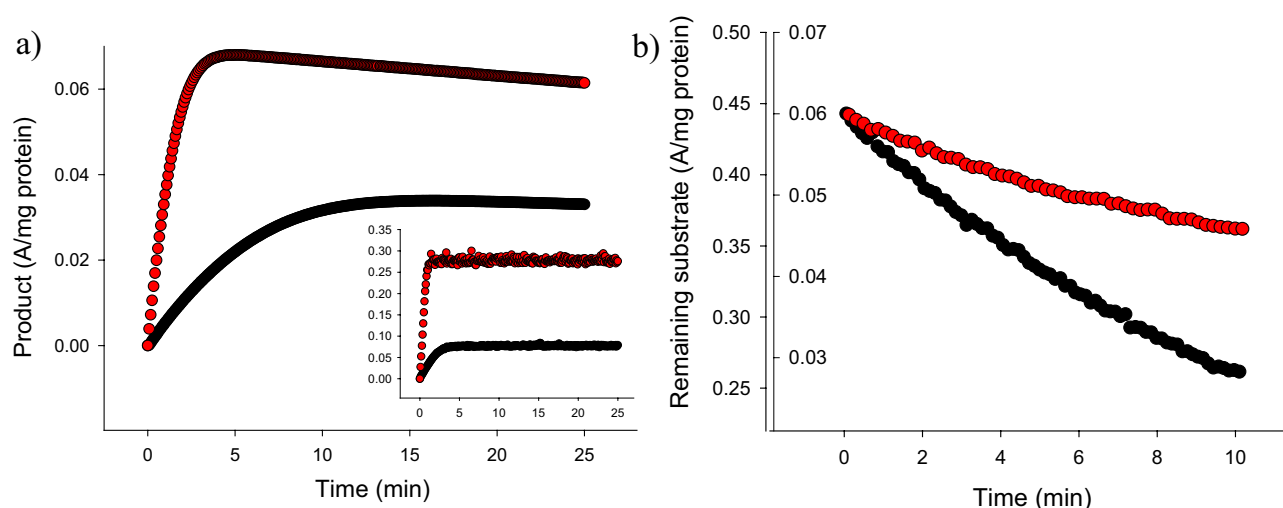 a)
Product (A/mg protein)
0.06
0.04
0.02
0.00
0 5 10 15 20 25
Time (min)
0.35
0.30
0.25
0.20
0.15
0.10
0.05
0.00
0 5 10 15 20 25
b)
Remaining substrate (A/mg protein)
0.50 0.07
0.45 0.06
0.40 0.05
0.35 0.04
0.30 0.03
0.25
0 2 4 6 8 10
Time (min)